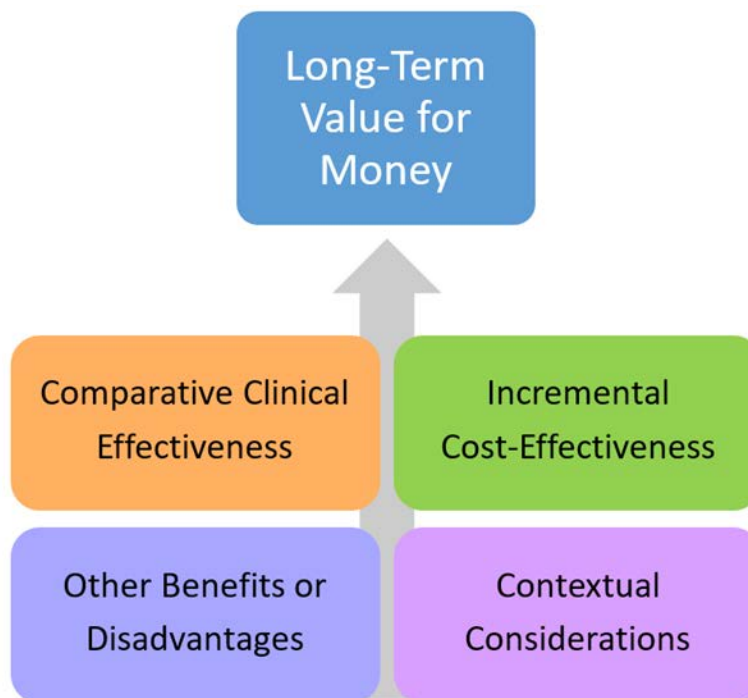 Long-Term
Value for
Money
Comparative Clinical
Effectiveness
Incremental
Cost-Effectiveness
Other Benefits or
Disadvantages
Contextual
Considerations